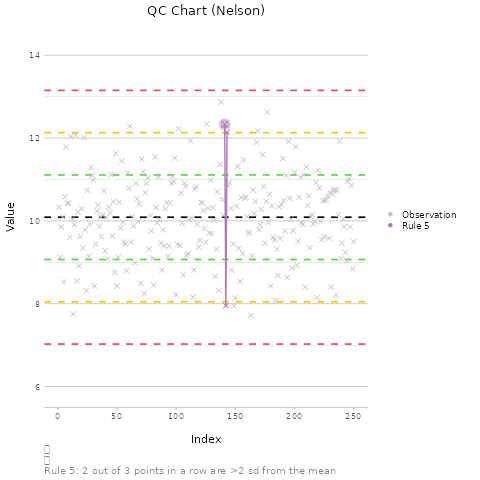 QC Chart (Nelson)
14
12
10
8
6
Value
0
50
100
150
200
250
Index
Observation
Rule 5
Rule 5: 2 out of 3 points in a row are >2 sd from the mean